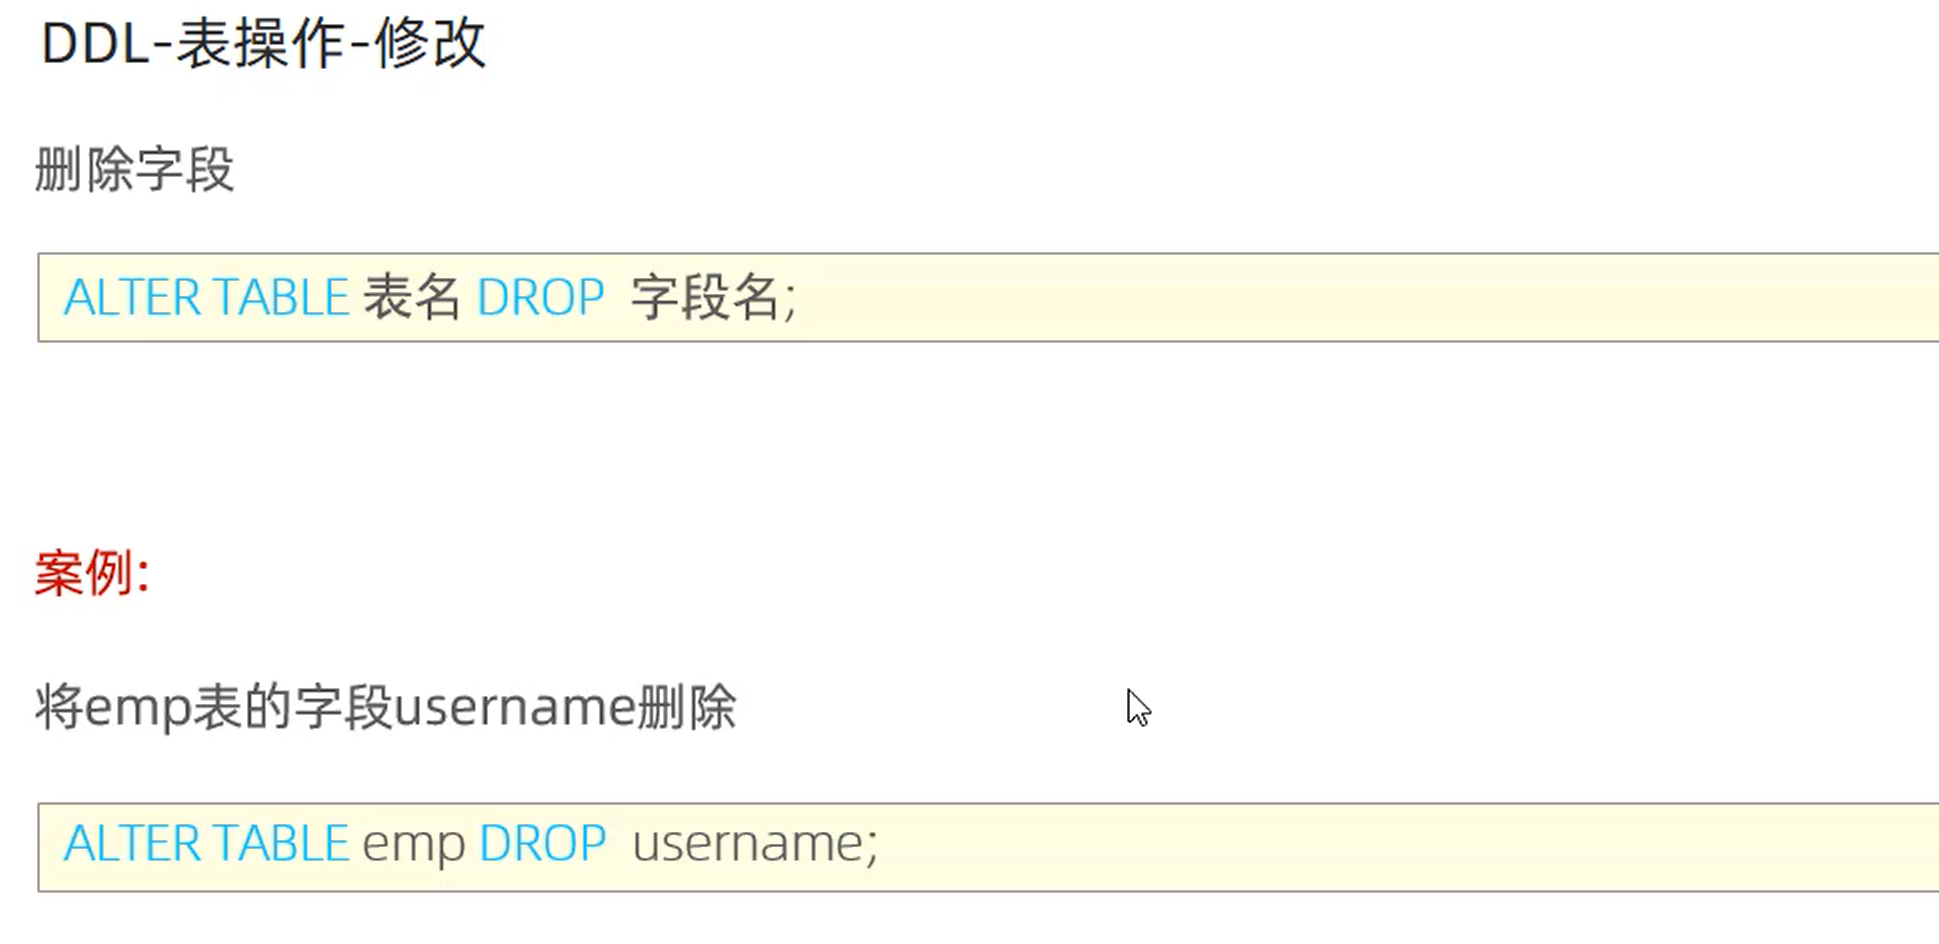 DDL-表操作-修改
删除字段
ALTER TABLE 表名 DROP 字段名;
案例:
将emp表的字段username删除
ALTER TABLE emp DROP username;